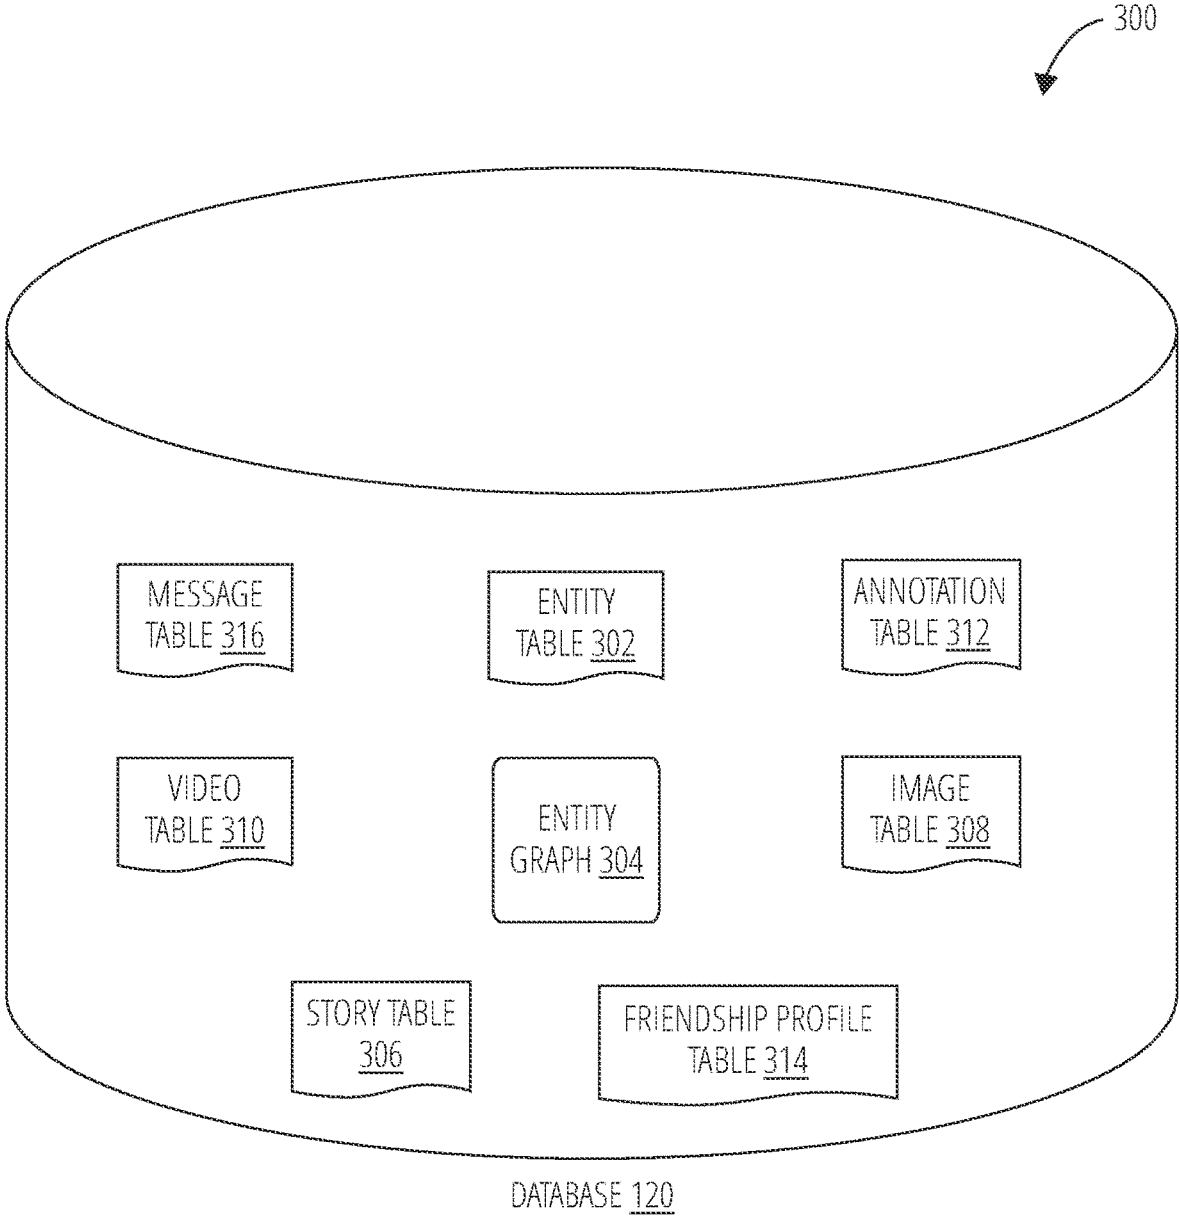 300
MESSAGE
TABLE 316
ENTITY
TABLE 302
ANNOTATION
TABLE 312
VIDEO
TABLE 310
ENTITY
GRAPH 304
IMAGE
TABLE 308
STORY TABLE
306
FRIENDSHIP PROFILE
TABLE 314
DATABASE 120